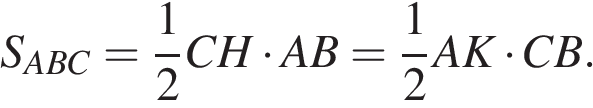 $S_{ABC} = \frac{1}{2} CH \cdot AB = \frac{1}{2} AK \cdot CB.$